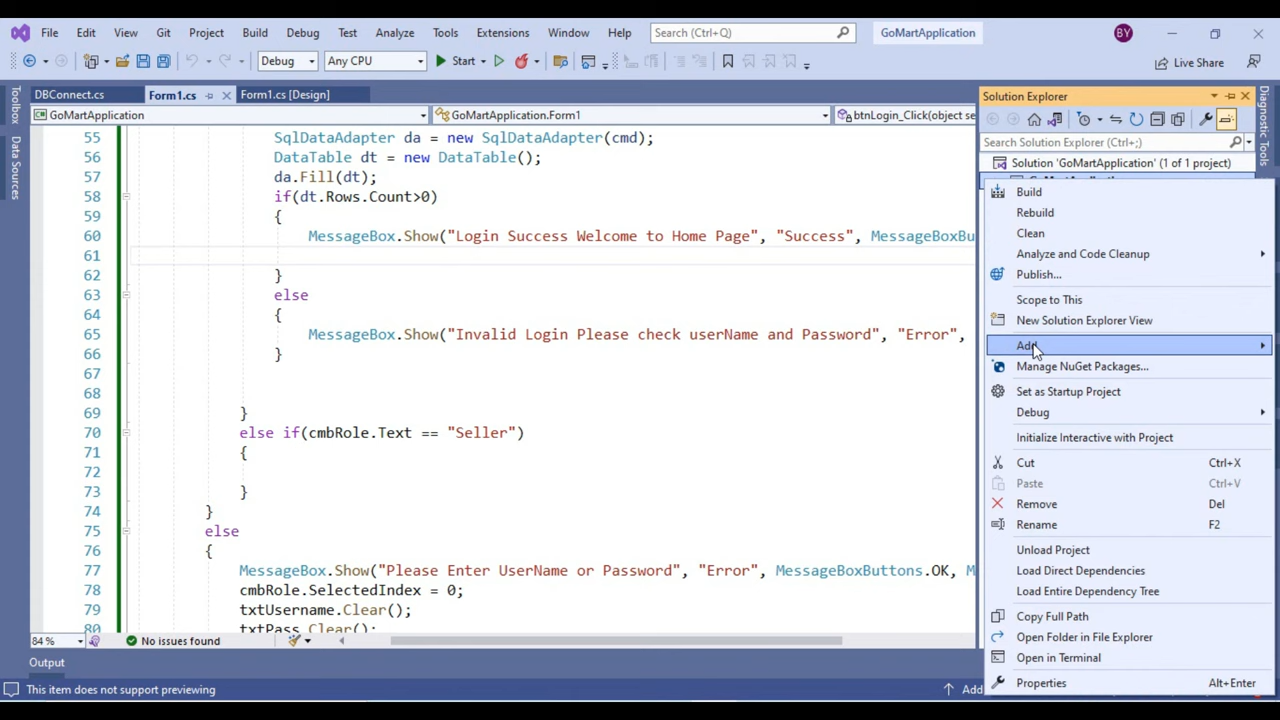 File Edit View Git Project Build Debug Test Analyze Tools Extensions Window Help Search (Ctrl+Q) GoMartApplication BY
Debug Any CPU Start Live Share
DBConnect.cs Form1.cs Form1.cs [Design]
GoMartApplication GoMartApplication.Form1 btnLogin_Click(object se
Toolbox
Data Sources
55 SqlDataAdapter da = new SqlDataAdapter(cmd);
56 DataTable dt = new DataTable();
57 da.Fill(dt);
58 if(dt.Rows.Count>0)
59 {
60 MessageBox.Show("Login Success Welcome to Home Page", "Success", MessageBoxBu
61
62 }
63 else
64 {
65 MessageBox.Show("Invalid Login Please check userName and Password", "Error",
66 }
67
68
69 }
70 else if(cmbRole.Text == "Seller")
71 {
72
73 }
74 }
75 else
76 {
77 MessageBox.Show("Please Enter UserName or Password", "Error", MessageBoxButtons.OK, M
78 cmbRole.SelectedIndex = 0;
79 txtUsername.Clear();
80 txtPass.Clear();
84 % No issues found
Output
This item does not support previewing
Add
Solution Explorer
Search Solution Explorer (Ctrl+;)
Solution 'GoMartApplication' (1 of 1 project)
Build
Rebuild
Clean
Analyze and Code Cleanup
Publish...
Scope to This
New Solution Explorer View
Add
Manage NuGet Packages...
Set as Startup Project
Debug
Initialize Interactive with Project
Cut Ctrl+X
Paste Ctrl+V
Remove Del
Rename F2
Unload Project
Load Direct Dependencies
Load Entire Dependency Tree
Copy Full Path
Open Folder in File Explorer
Open in Terminal
Properties Alt+Enter
Diagnostic Tools